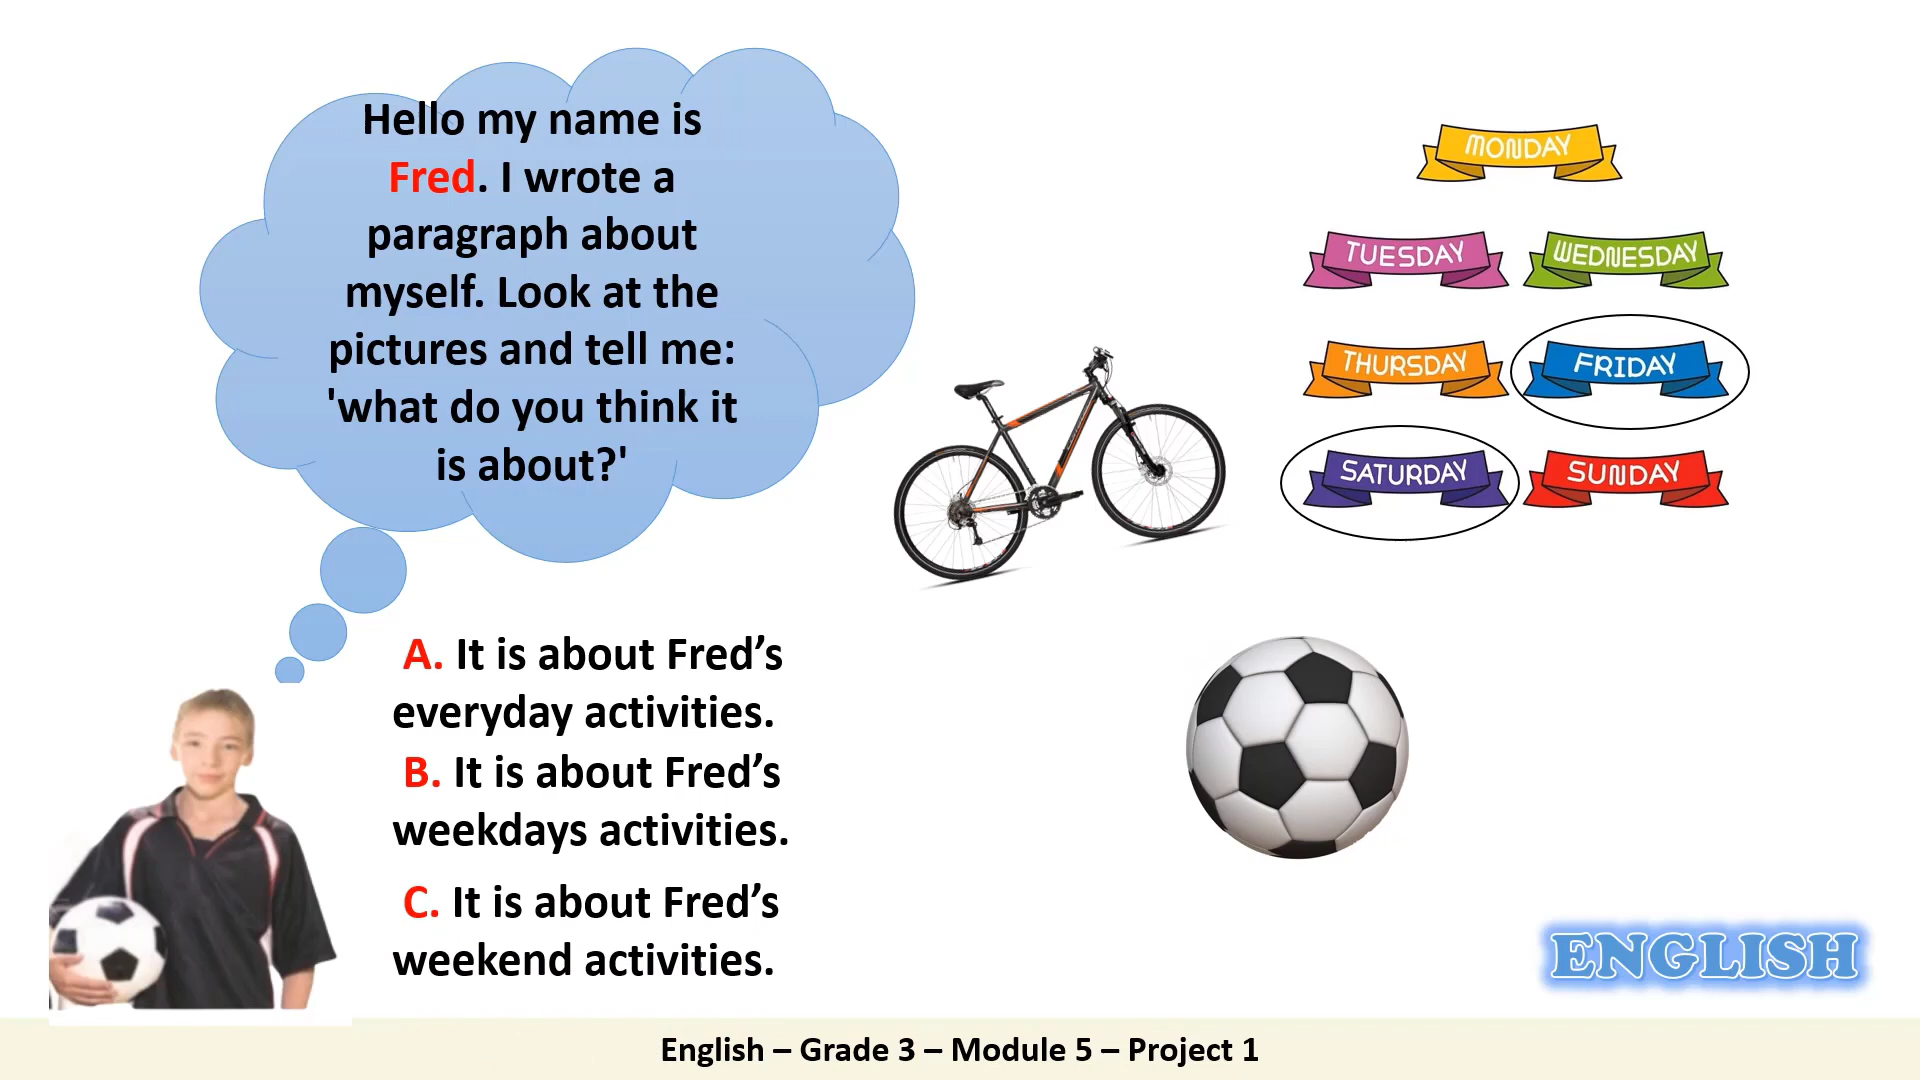 Hello my name is
Fred. I wrote a
paragraph about
myself. Look at the
pictures and tell me:
'what do you think it
is about?'
MONDAY
TUESDAY
WEDNESDAY
THURSDAY
FRIDAY
SATURDAY
SUNDAY
A. It is about Fred’s
everyday activities.
B. It is about Fred’s
weekdays activities.
C. It is about Fred’s
weekend activities.
ENGLISH
English – Grade 3 – Module 5 – Project 1